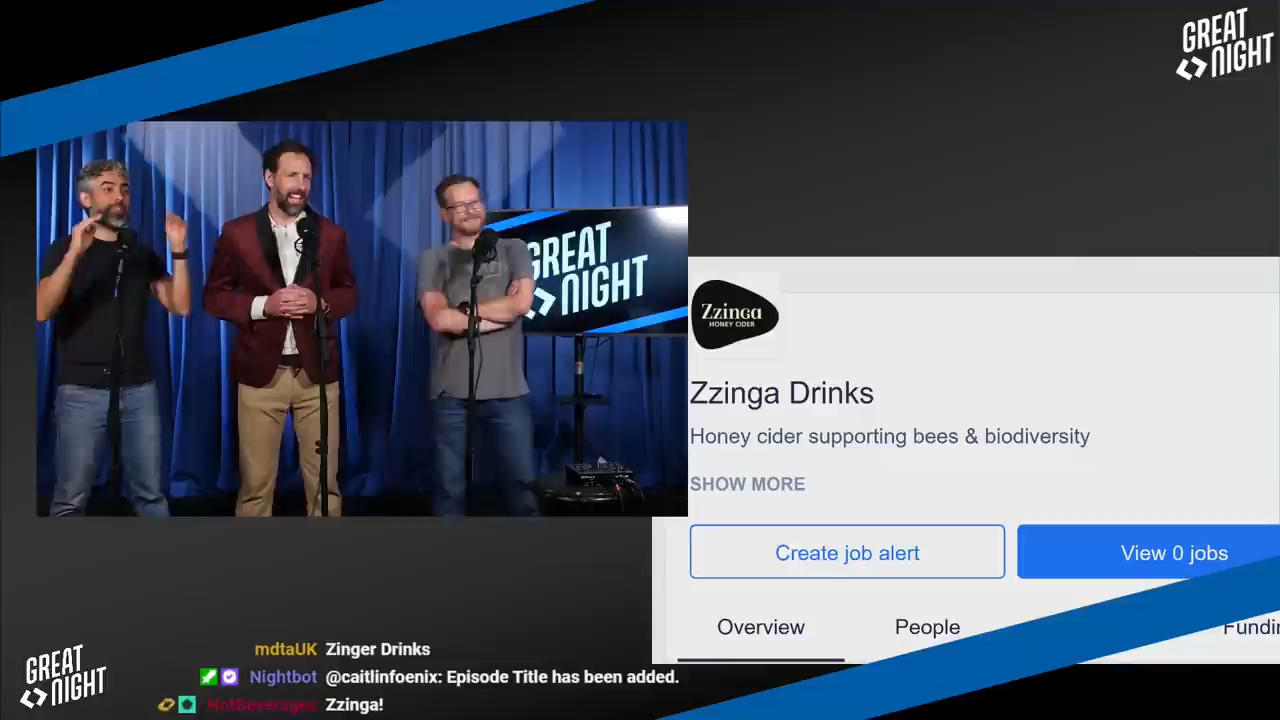 GREAT
NIGHT
GREAT
NIGHT
Zzinga
HONEY CIDER
Zzinga Drinks
Honey cider supporting bees & biodiversity
SHOW MORE
Create job alert
View 0 jobs
Overview
People
Fundin
GREAT
NIGHT
mdtaUK Zinger Drinks
Nightbot @caitlinfoenix: Episode Title has been added.
HotBeverages Zzinga!